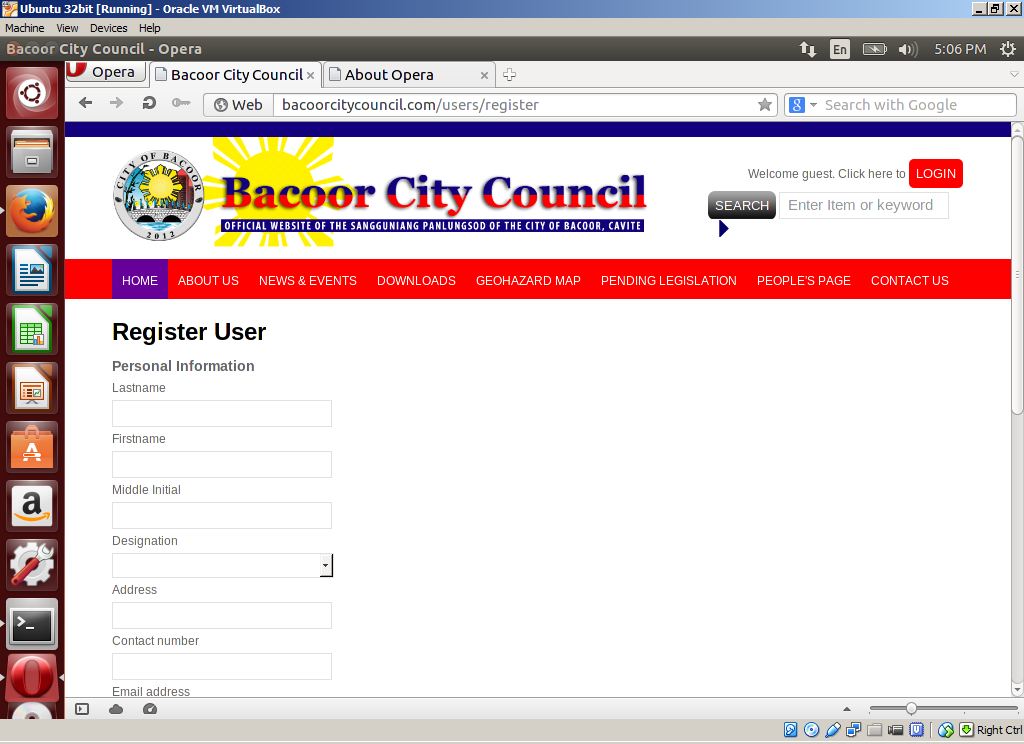 Ubuntu 32bit [Running] - Oracle VM VirtualBox
Machine View Devices Help
Bacoor City Council - Opera
En
5:06 PM
Opera
Bacoor City Council
About Opera
Web
bacoorcitycouncil.com/users/register
Search with Google
CITY OF BACOOR
2012
Bacoor City Council
OFFICIAL WEBSITE OF THE SANGGUNIANG PANLUNGSOD OF THE CITY OF BACOOR, CAVITE
Welcome guest. Click here to LOGIN
SEARCH
Enter Item or keyword
HOME ABOUT US NEWS & EVENTS DOWNLOADS GEOHAZARD MAP PENDING LEGISLATION PEOPLE'S PAGE CONTACT US
Register User
Personal Information
Lastname
Firstname
Middle Initial
Designation
Address
Contact number
Email address
Right Ctrl